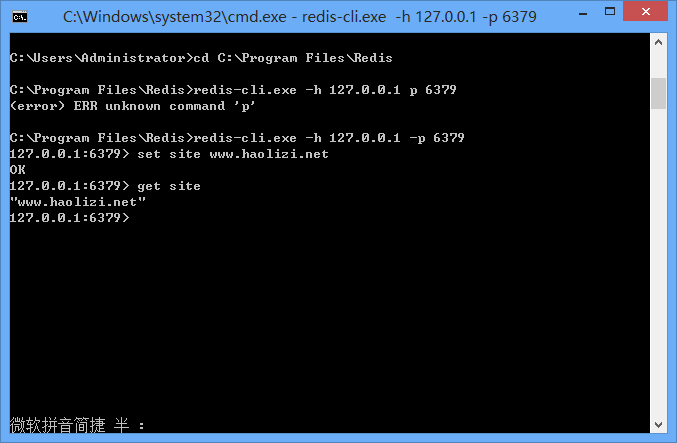 C:\Windows\system32\cmd.exe - redis-cli.exe  -h 127.0.0.1 -p 6379
C:\Users\Administrator>cd C:\Program Files\Redis
C:\Program Files\Redis>redis-cli.exe -h 127.0.0.1 p 6379
(error) ERR unknown command 'p'
C:\Program Files\Redis>redis-cli.exe -h 127.0.0.1 -p 6379
127.0.0.1:6379> set site www.haolizi.net
OK
127.0.0.1:6379> get site
"www.haolizi.net"
127.0.0.1:6379>
微软拼音简捷 半 :